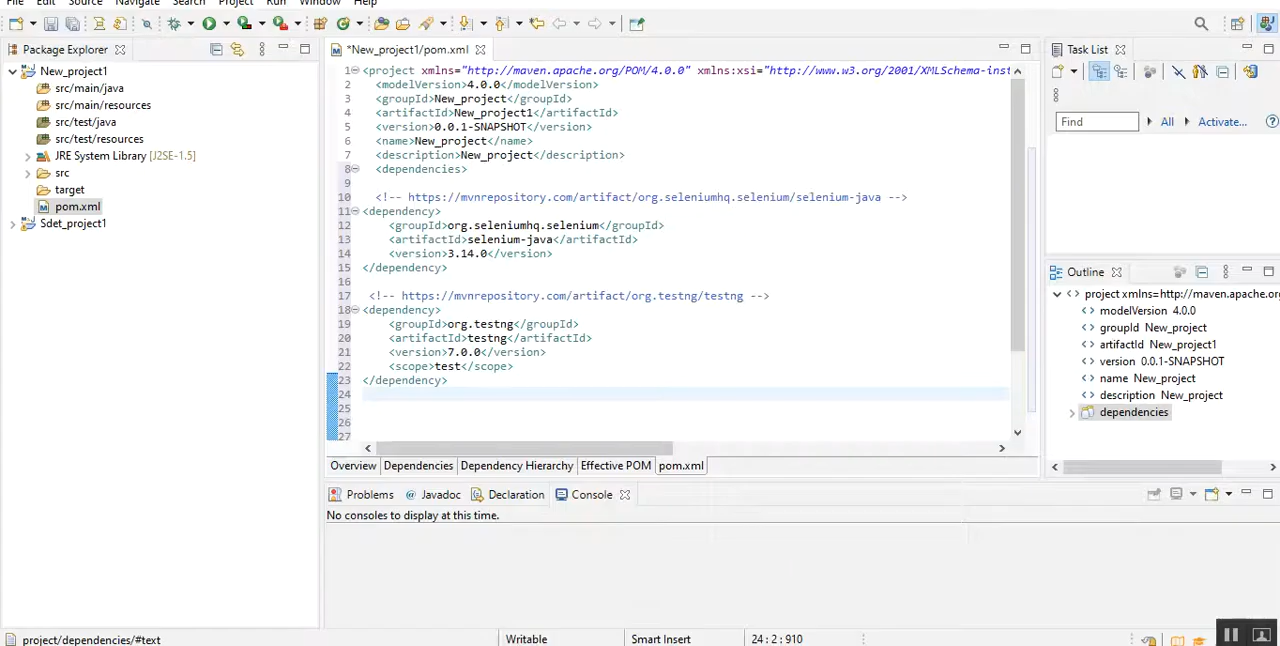 File Edit Source Navigate Search Project Run Window Help
Package Explorer
New_project1
src/main/java
src/main/resources
src/test/java
src/test/resources
JRE System Library [J2SE-1.5]
src
target
pom.xml
Sdet_project1
*New_project1/pom.xml
1 <project xmlns="http://maven.apache.org/POM/4.0.0" xmlns:xsi="http://www.w3.org/2001/XMLSchema-inst
2 <modelVersion>4.0.0</modelVersion>
3 <groupId>New_project</groupId>
4 <artifactId>New_project1</artifactId>
5 <version>0.0.1-SNAPSHOT</version>
6 <name>New_project</name>
7 <description>New_project</description>
8 <dependencies>
9
10 <!-- https://mvnrepository.com/artifact/org.seleniumhq.selenium/selenium-java -->
11 <dependency>
12 <groupId>org.seleniumhq.selenium</groupId>
13 <artifactId>selenium-java</artifactId>
14 <version>3.14.0</version>
15 </dependency>
16
17 <!-- https://mvnrepository.com/artifact/org.testng/testng -->
18 <dependency>
19 <groupId>org.testng</groupId>
20 <artifactId>testng</artifactId>
21 <version>7.0.0</version>
22 <scope>test</scope>
23 </dependency>
24
25
26
27
Overview Dependencies Dependency Hierarchy Effective POM pom.xml
Problems @ Javadoc Declaration Console
No consoles to display at this time.
Task List
Find All Activate...
Outline
project xmlns=http://maven.apache.org
modelVersion 4.0.0
groupId New_project
artifactId New_project1
version 0.0.1-SNAPSHOT
name New_project
description New_project
dependencies
project/dependencies/#text Writable Smart Insert 24 : 2 : 910